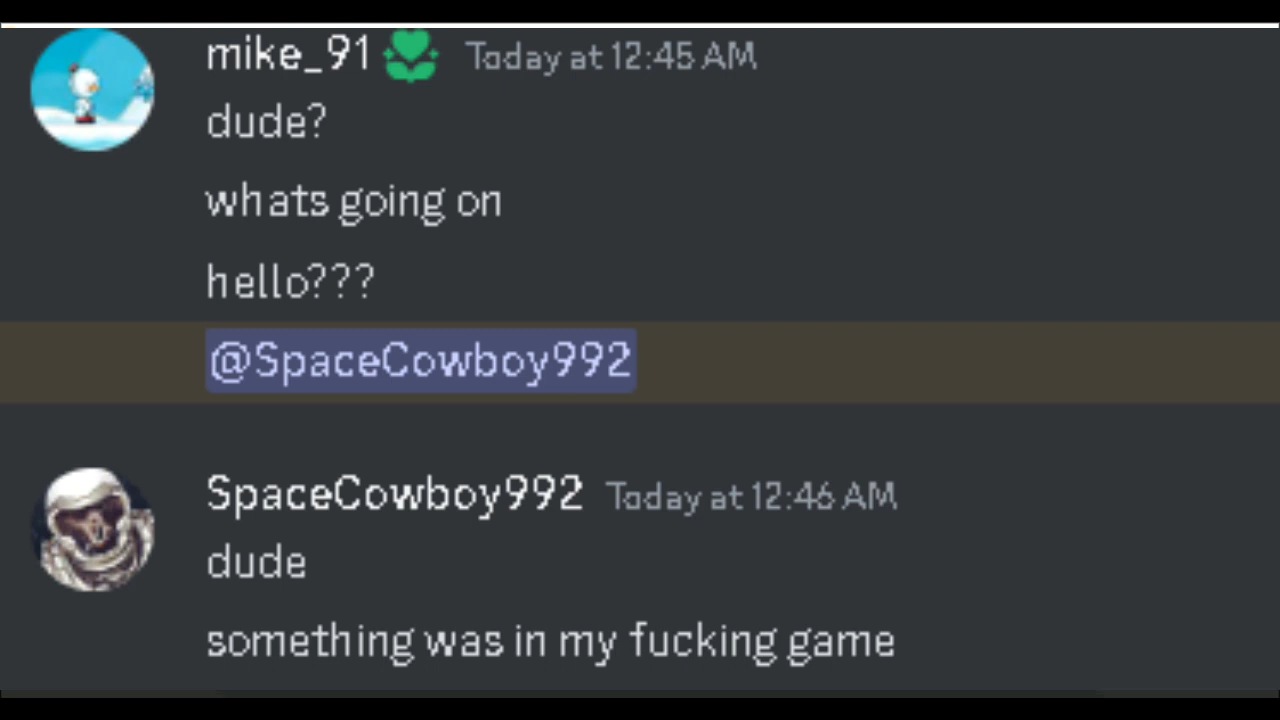 mike_91 Today at 12:45 AM
dude?
whats going on
hello???
@SpaceCowboy992
SpaceCowboy992 Today at 12:46 AM
dude
something was in my fucking game